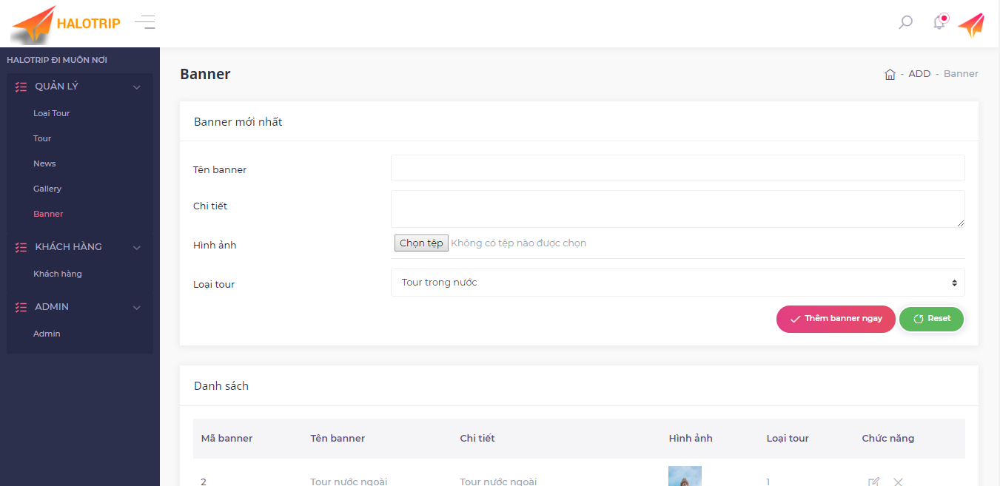 HALOTRIP
HALOTRIP ĐI MUÔN NƠI
QUẢN LÝ
Loại Tour
Tour
News
Gallery
Banner
KHÁCH HÀNG
Khách hàng
ADMIN
Admin
Banner
- ADD - Banner
Banner mới nhất
Tên banner
Chi tiết
Hình ảnh
Chọn tệp Không có tệp nào được chọn
Loại tour
Tour trong nước
Thêm banner ngay
Reset
Danh sách
Mã banner Tên banner Chi tiết Hình ảnh Loại tour Chức năng
2 Tour nước ngoài Tour nước ngoài 1